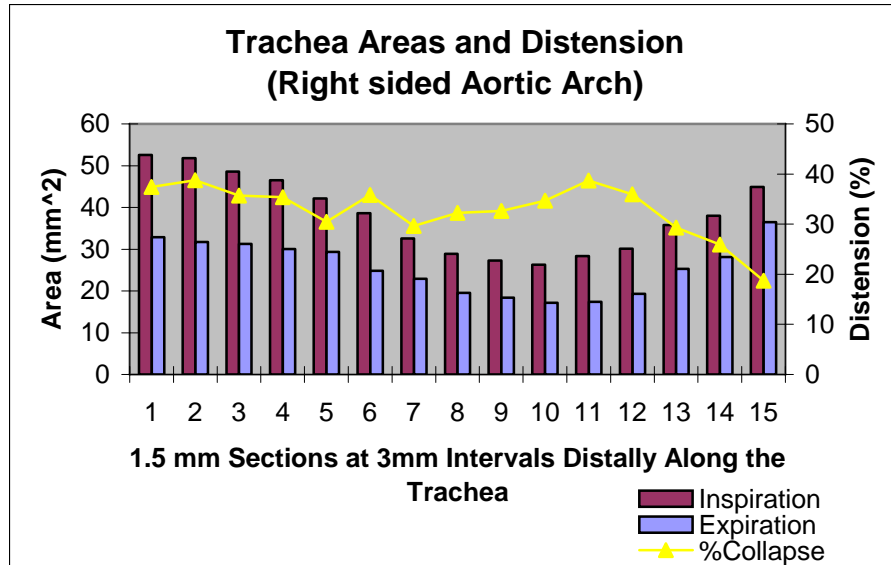 Trachea Areas and Distension
(Right sided Aortic Arch)
60
50
40
30
20
10
0
Area (mm^2)
50
40
30
20
10
0
Distension (%)
1 2 3 4 5 6 7 8 9 10 11 12 13 14 15
1.5 mm Sections at 3mm Intervals Distally Along the
Trachea
Inspiration
Expiration
%Collapse